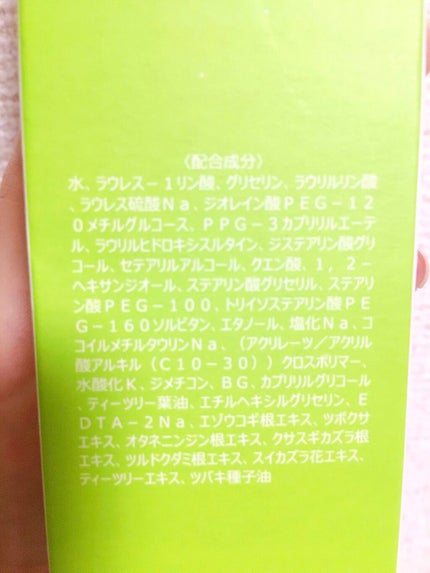 〈配合成分〉
水、ラウレス－1リン酸、グリセリン、ラウリルリン酸
、ラウレス硫酸Na、ジオレイン酸PEG－12
0メチルグルコース、PPG－3カプリリルエーテ
ル、ラウリルヒドロキシスルタイン、ジステアリン酸グリ
コール、セテアリルアルコール、クエン酸、1，2－
ヘキサンジオール、ステアリン酸グリセリル、ステアリ
ン酸PEG－100、トリイソステアリン酸PE
G－160ソルビタン、エタノール、塩化Na、コ
コイルメチルタウリンNa、（アクリレーツ／アクリル
酸アルキル（C10－30））クロスポリマー、
水酸化K、ジメチコン、BG、カプリリルグリコール
、ティーツリー葉油、エチルヘキシルグリセリン、E
DTA－2Na、エゾウコギ根エキス、ツボクサ
エキス、オタネニンジン根エキス、クサスギカズラ根
エキス、ツルドクダミ根エキス、スイカズラ花エキス、
ティーツリーエキス、ツバキ種子油